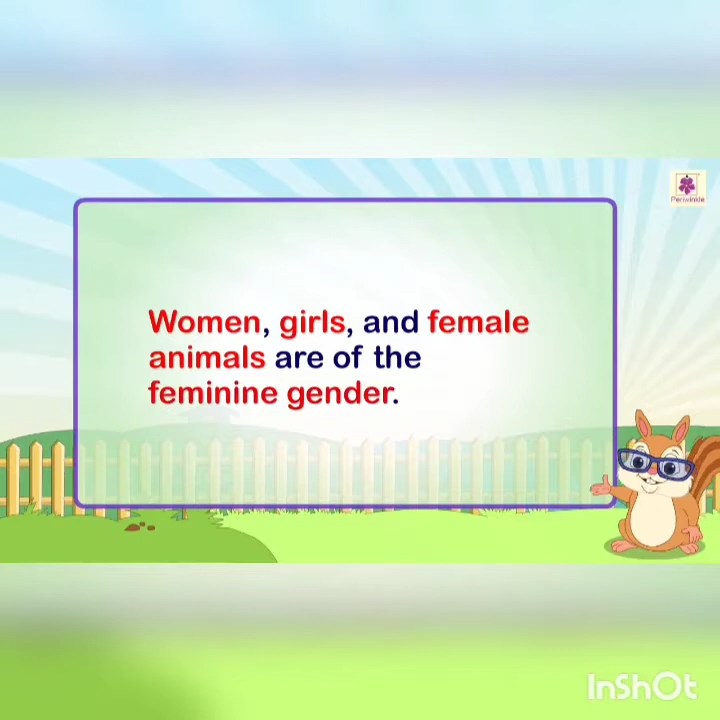 Periwinkle
Women, girls, and female
animals are of the
feminine gender.
InShOt